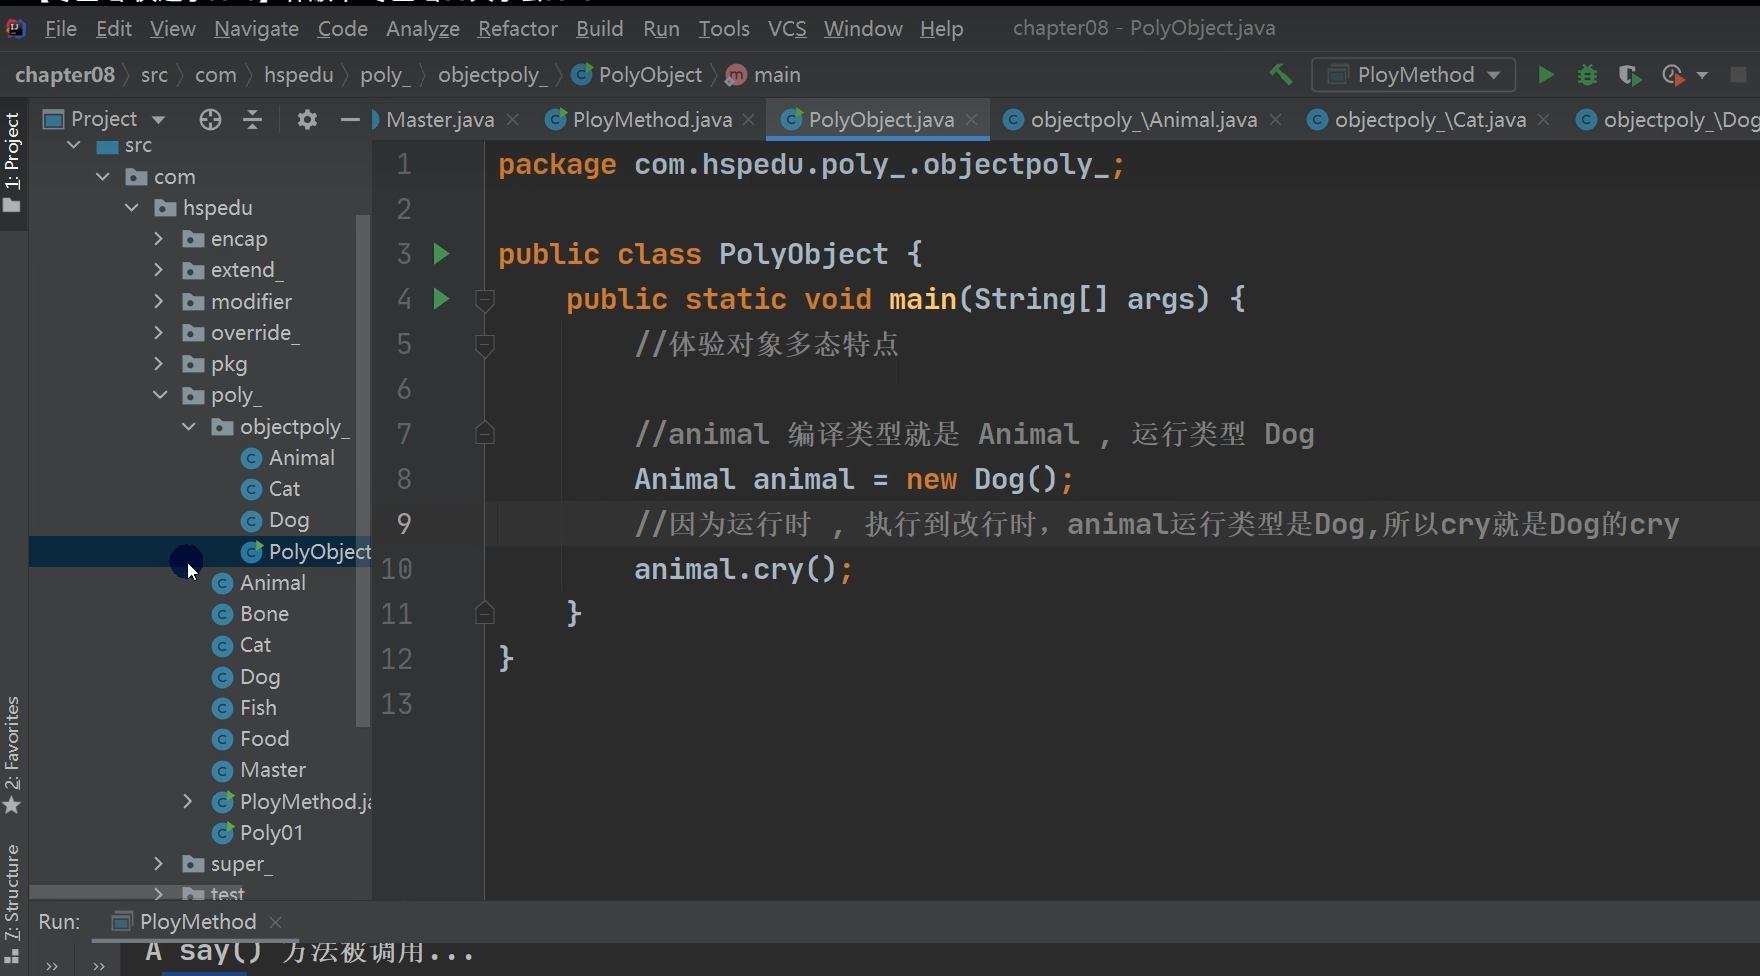 File Edit View Navigate Code Analyze Refactor Build Run Tools VCS Window Help chapter08 - PolyObject.java
chapter08 src com hspedu poly_ objectpoly_ PolyObject main PloyMethod
Project Master.java PloyMethod.java PolyObject.java objectpoly_\Animal.java objectpoly_\Cat.java objectpoly_\Dog
1: Project
2: Favorites
7: Structure
src
com
hspedu
encap
extend_
modifier
override_
pkg
poly_
objectpoly_
Animal
Cat
Dog
PolyObject
Animal
Bone
Cat
Dog
Fish
Food
Master
PloyMethod.ja
Poly01
super_
test
1 package com.hspedu.poly_.objectpoly_;
2
3 public class PolyObject {
4 public static void main(String[] args) {
5 //体验对象多态特点
6
7 //animal 编译类型就是 Animal , 运行类型 Dog
8 Animal animal = new Dog();
9 //因为运行时 , 执行到改行时，animal运行类型是Dog,所以cry就是Dog的cry
10 animal.cry();
11 }
12 }
13
Run: PloyMethod
A say() 方法被调用...